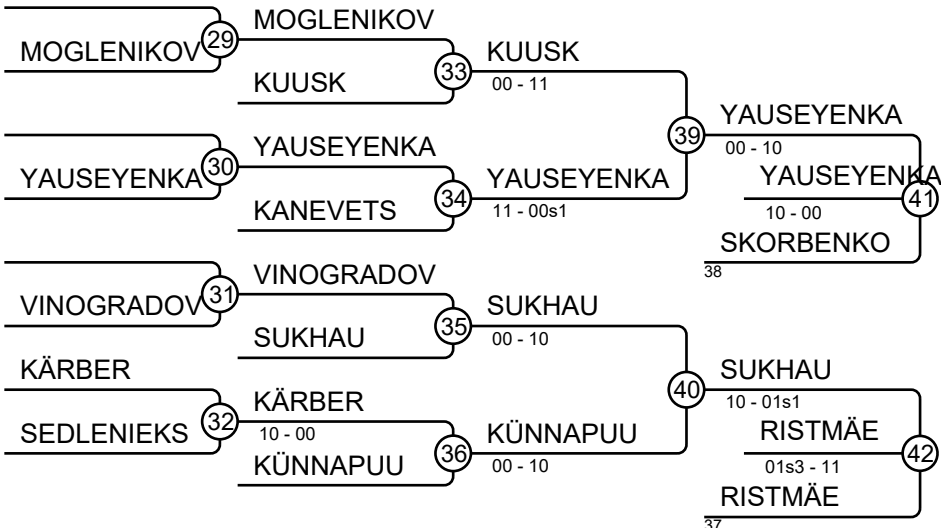 MOGLENIKOV
29
MOGLENIKOV
KUUSK
33
KUUSK
00 - 11
YAUSEYENKA
30
YAUSEYENKA
KANEVETS
34
YAUSEYENKA
11 - 00s1
39
YAUSEYENKA
00 - 10
YAUSEYENKA
10 - 00
41
SKORBENKO
38
VINOGRADOV
31
VINOGRADOV
SUKHAU
35
SUKHAU
00 - 10
KÄRBER
SEDLENIEKS
32
KÄRBER
10 - 00
KÜNNAPUU
36
KÜNNAPUU
00 - 10
40
SUKHAU
10 - 01s1
RISTMÄE
01s3 - 11
42
RISTMÄE
37